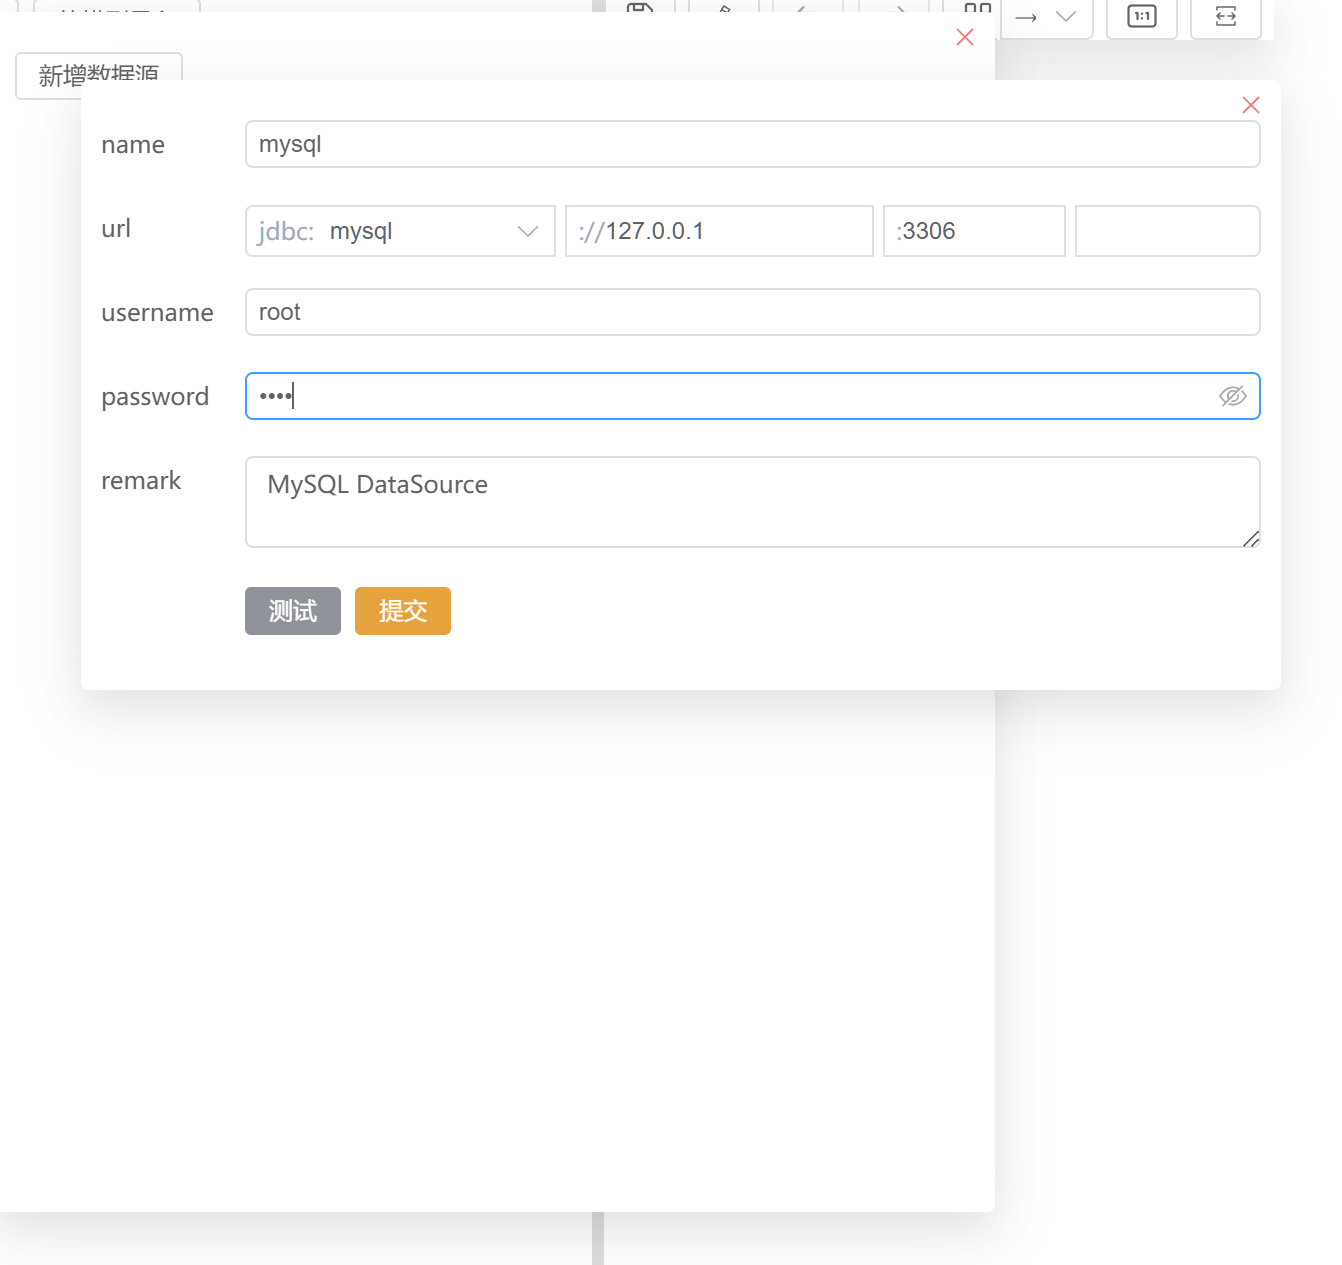 1:1
新增数据源
name mysql
url jdbc: mysql ://127.0.0.1 :3306
username root
password ••••
remark MySQL DataSource
测试 提交